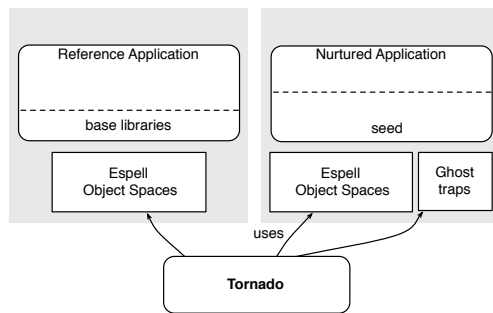 Reference Application
base libraries
Espell
Object Spaces
Nurtured Application
seed
Espell
Object Spaces
Ghost
traps
uses
Tornado